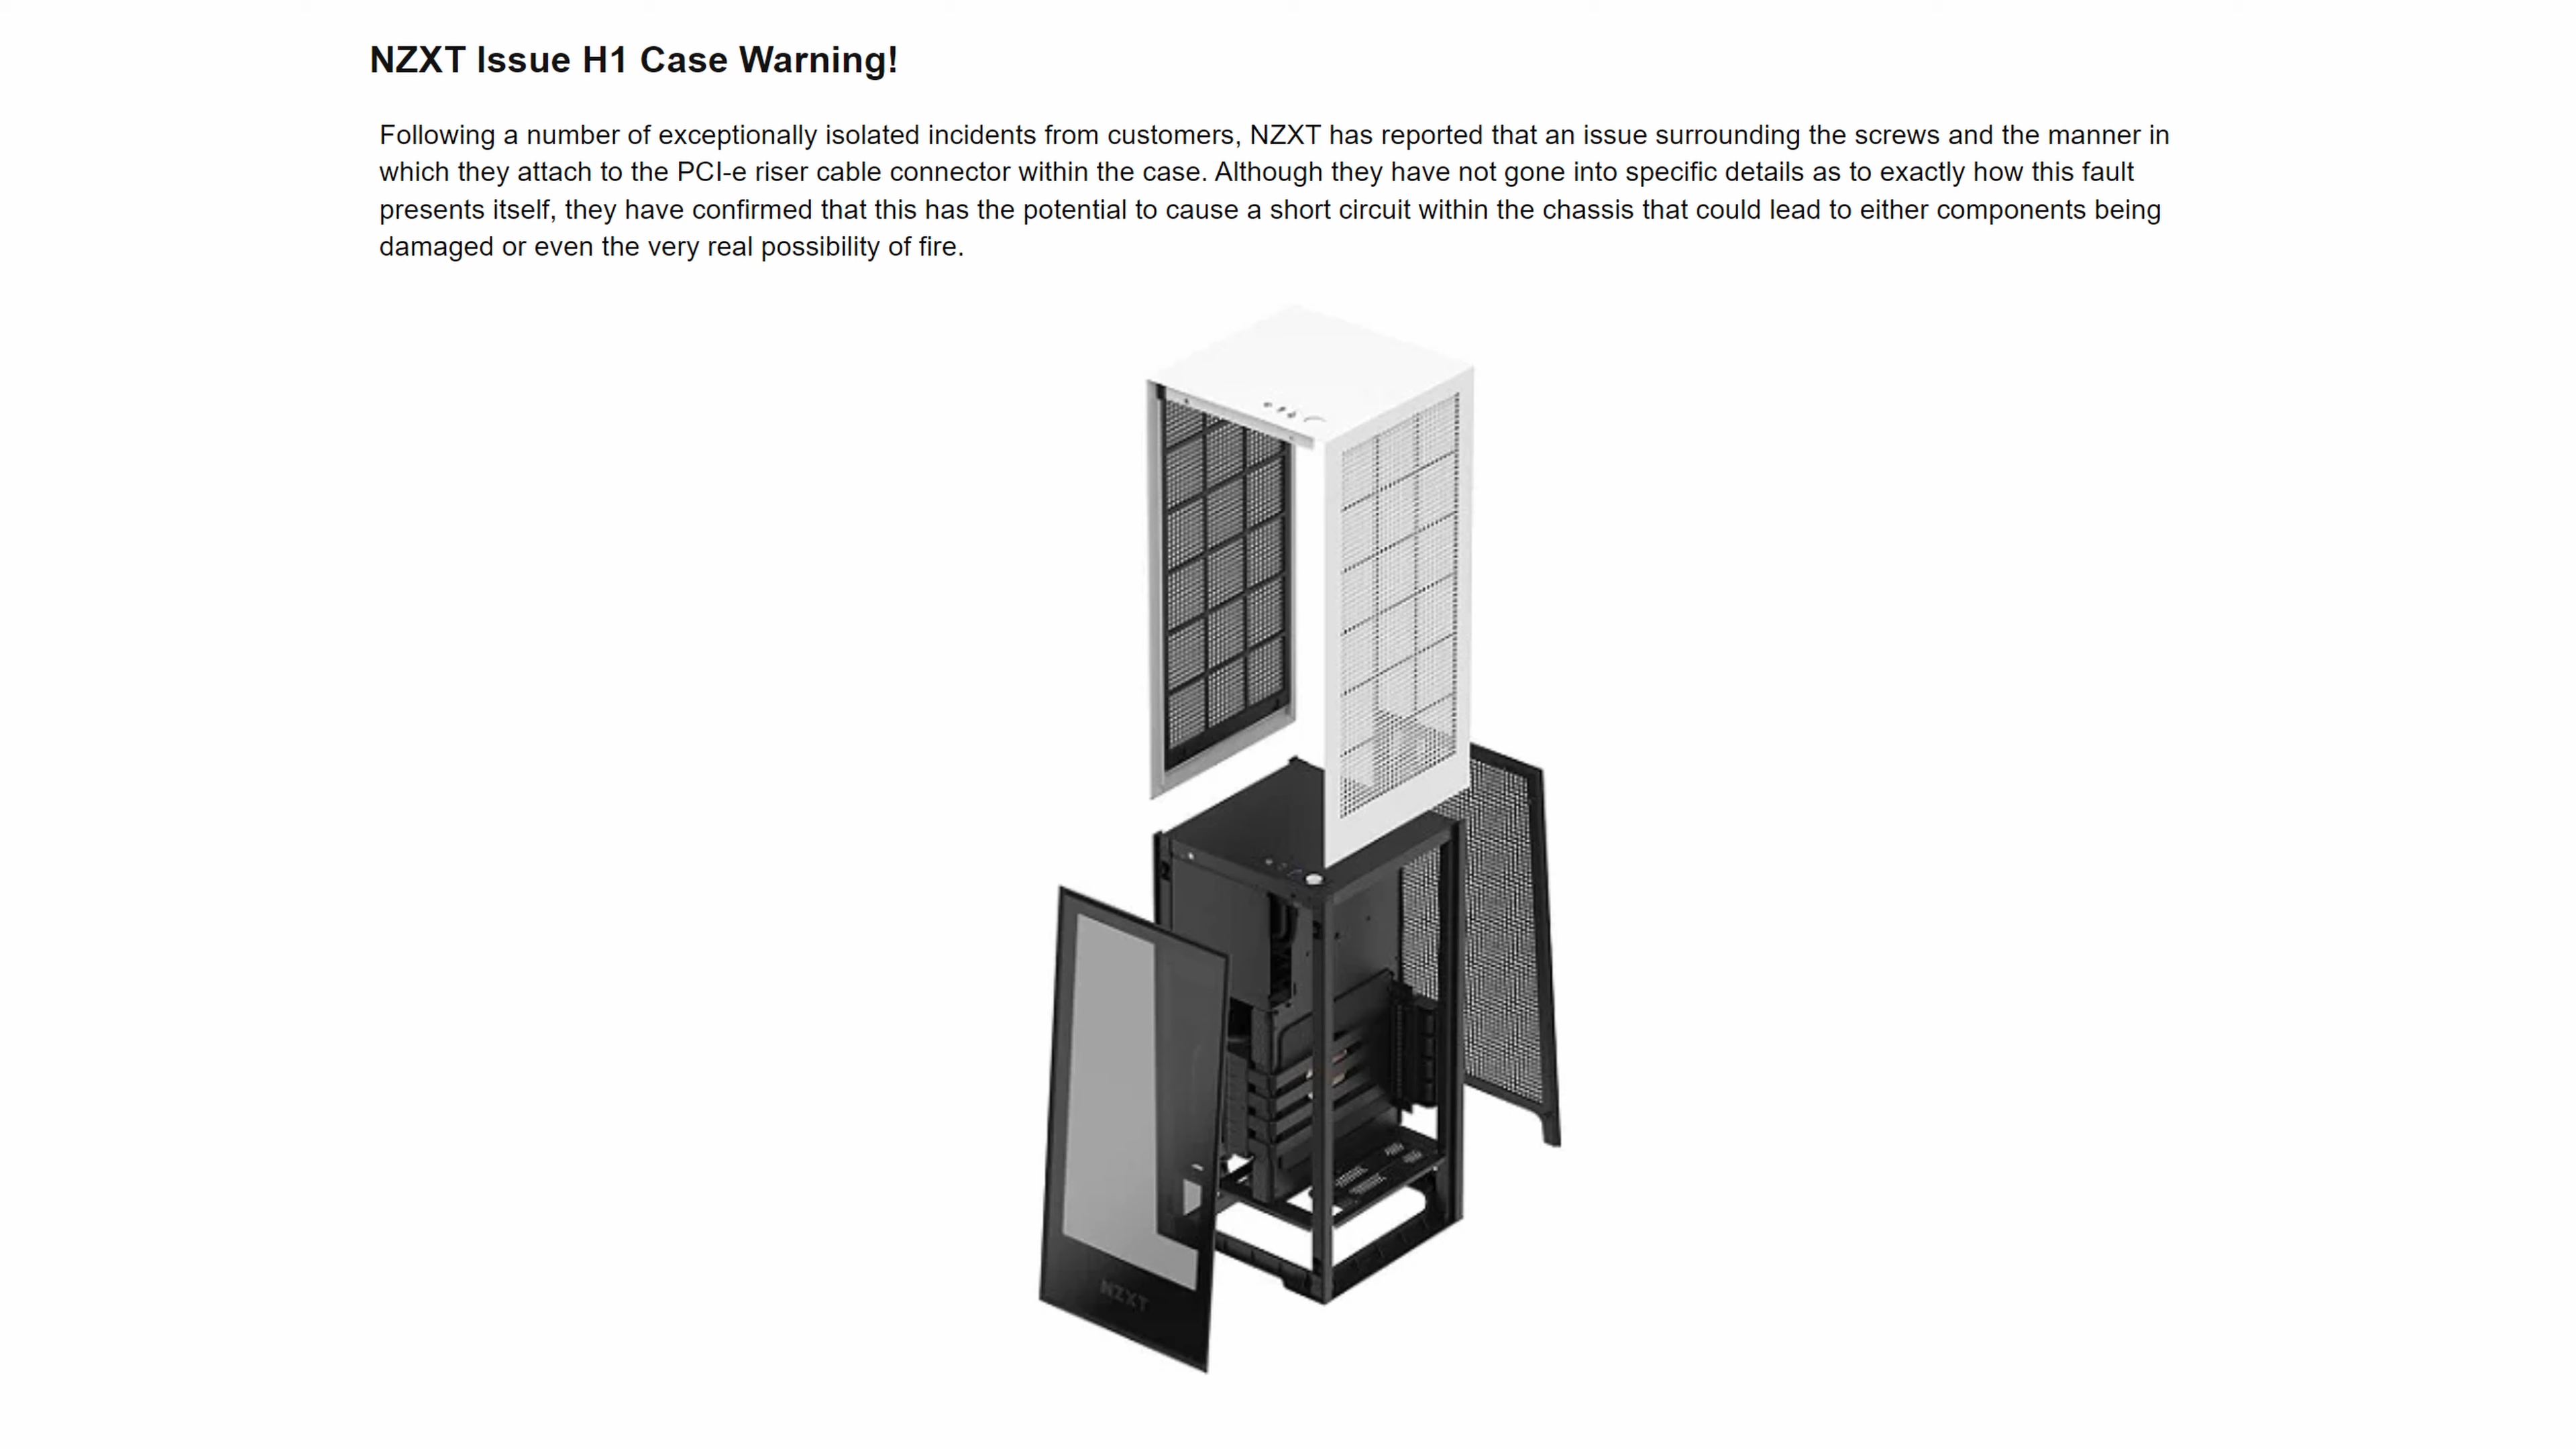 NZXT Issue H1 Case Warning!
Following a number of exceptionally isolated incidents from customers, NZXT has reported that an issue surrounding the screws and the manner in
which they attach to the PCI-e riser cable connector within the case. Although they have not gone into specific details as to exactly how this fault
presents itself, they have confirmed that this has the potential to cause a short circuit within the chassis that could lead to either components being
damaged or even the very real possibility of fire.
NZXT